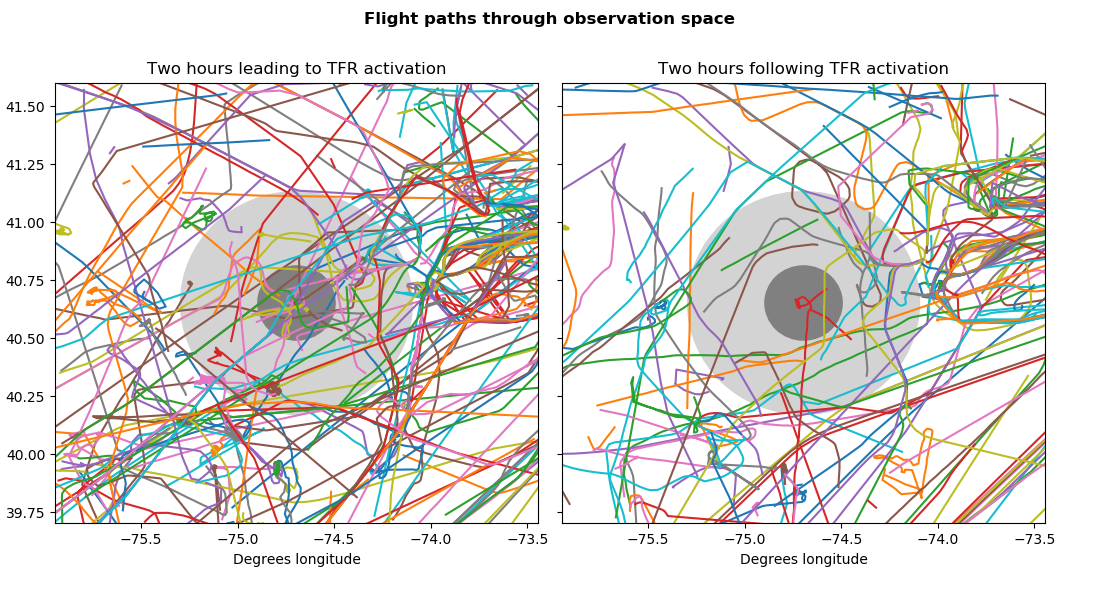 Flight paths through observation space
Two hours leading to TFR activation
Two hours following TFR activation
41.50
41.25
41.00
40.75
40.50
40.25
40.00
39.75
−75.5 −75.0 −74.5 −74.0 −73.5
−75.5 −75.0 −74.5 −74.0 −73.5
Degrees longitude
Degrees longitude